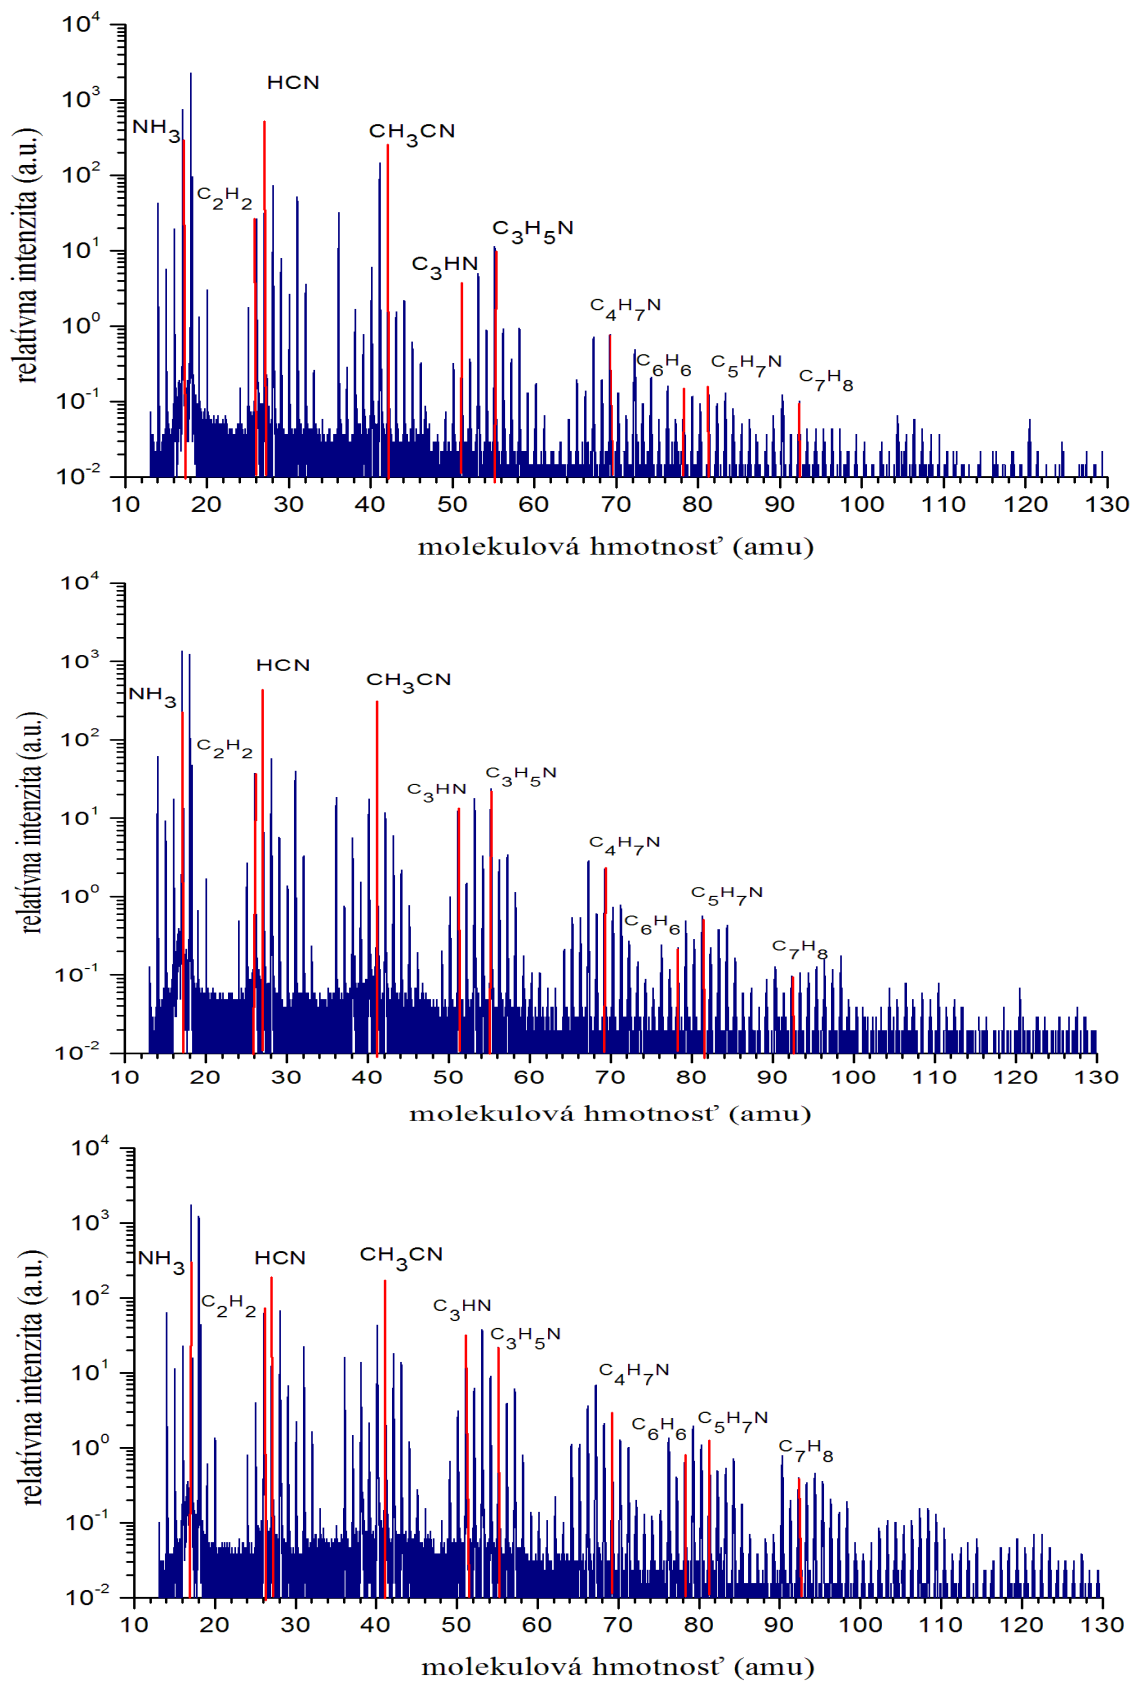 10⁴
10³
10²
10¹
10⁰
10⁻¹
10⁻²
relatívna intenzita (a.u.)
HCN
NH₃
CH₃CN
C₂H₂
C₃H₅N
C₃HN
C₄H₇N
C₆H₆
C₅H₇N
C₇H₈
10 20 30 40 50 60 70 80 90 100 110 120 130
molekulová hmotnosť (amu)
10⁴
10³
10²
10¹
10⁰
10⁻¹
10⁻²
relatívna intenzita (a.u.)
HCN
NH₃
CH₃CN
C₂H₂
C₃HN
C₃H₅N
C₄H₇N
C₆H₆
C₅H₇N
C₇H₈
10 20 30 40 50 60 70 80 90 100 110 120 130
molekulová hmotnosť (amu)
10⁴
10³
10²
10¹
10⁰
10⁻¹
10⁻²
relatívna intenzita (a.u.)
NH₃
HCN
CH₃CN
C₂H₂
C₃HN
C₃H₅N
C₄H₇N
C₆H₆
C₅H₇N
C₇H₈
10 20 30 40 50 60 70 80 90 100 110 120 130
molekulová hmotnosť (amu)